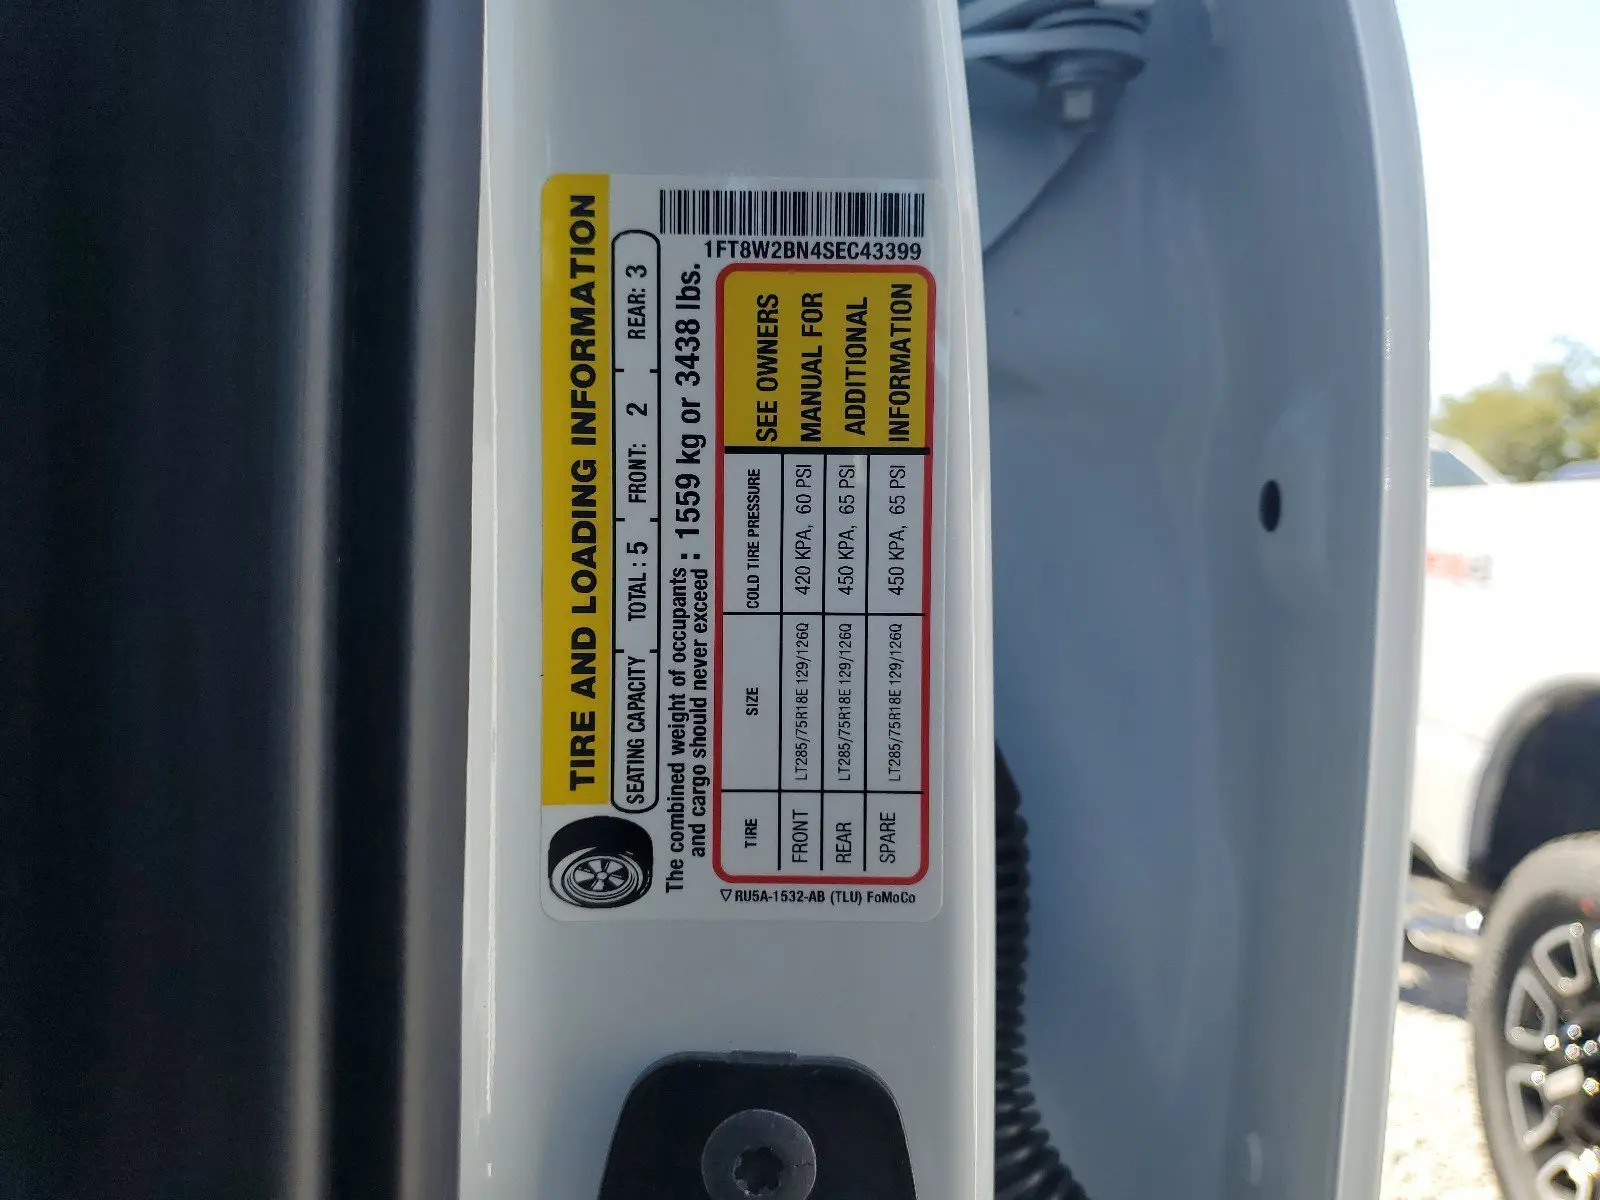 TIRE AND LOADING INFORMATION
SEATING CAPACITY TOTAL : 5 FRONT: 2 REAR: 3
The combined weight of occupants
and cargo should never exceed : 1559 kg or 3438 lbs.
1FT8W2BN4SEC43399
TIRE SIZE COLD TIRE PRESSURE
FRONT LT285/75R18E 129/126Q 420 KPA, 60 PSI
REAR LT285/75R18E 129/126Q 450 KPA, 65 PSI
SPARE LT285/75R18E 129/126Q 450 KPA, 65 PSI
SEE OWNERS
MANUAL FOR
ADDITIONAL
INFORMATION
▽ RU5A-1532-AB (TLU) FoMoCo